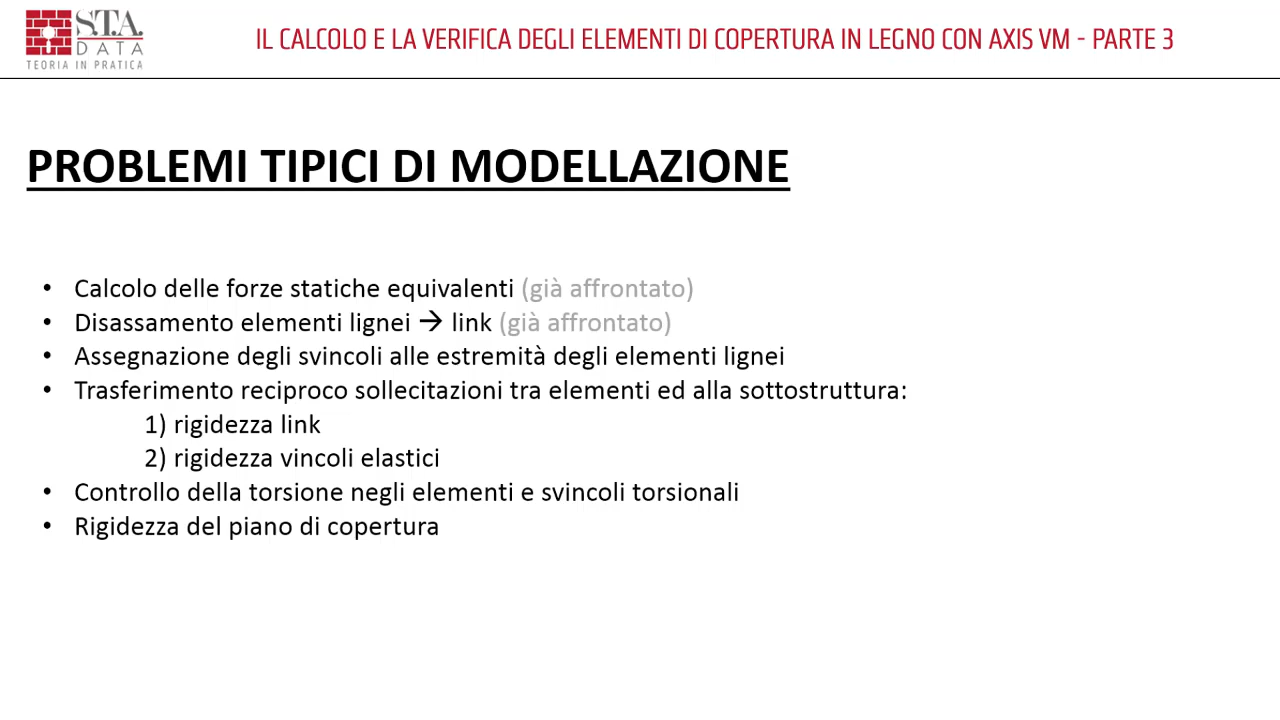 S.T.A.
DATA
TEORIA IN PRATICA
IL CALCOLO E LA VERIFICA DEGLI ELEMENTI DI COPERTURA IN LEGNO CON AXIS VM - PARTE 3
PROBLEMI TIPICI DI MODELLAZIONE
• Calcolo delle forze statiche equivalenti (già affrontato)
• Disassamento elementi lignei → link (già affrontato)
• Assegnazione degli svincoli alle estremità degli elementi lignei
• Trasferimento reciproco sollecitazioni tra elementi ed alla sottostruttura:
1) rigidezza link
2) rigidezza vincoli elastici
• Controllo della torsione negli elementi e svincoli torsionali
• Rigidezza del piano di copertura